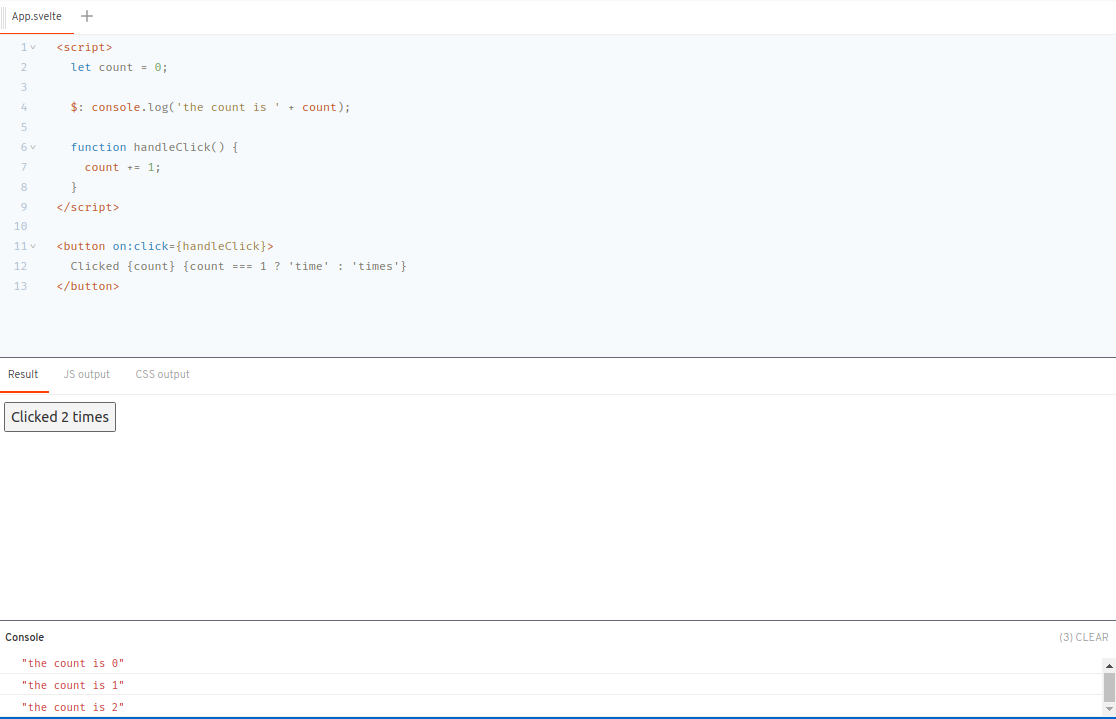 App.svelte +
1 <script>
2 let count = 0;
3
4 $: console.log('the count is ' + count);
5
6 function handleClick() {
7 count += 1;
8 }
9 </script>
10
11 <button on:click={handleClick}>
12 Clicked {count} {count === 1 ? 'time' : 'times'}
13 </button>
Result JS output CSS output
Clicked 2 times
Console (3) CLEAR
"the count is 0"
"the count is 1"
"the count is 2"